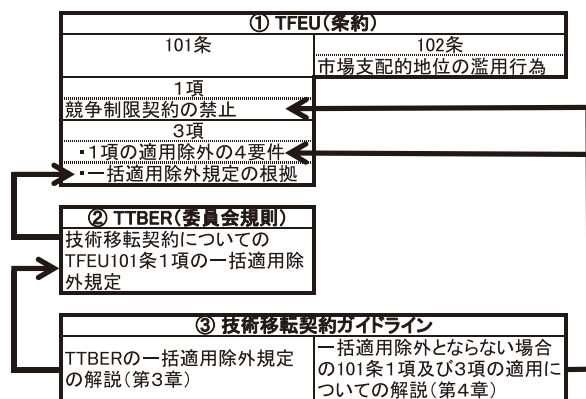 ① TFEU(条約)
101条
102条
市場支配的地位の濫用行為
1項
競争制限契約の禁止
3項
・1項の適用除外の4要件
・一括適用除外規定の根拠
② TTBER(委員会規則)
技術移転契約についての
TFEU101条1項の一括適用除
外規定
③ 技術移転契約ガイドライン
TTBERの一括適用除外規定
の解説(第3章)
一括適用除外とならない場合
の101条1項及び3項の適用に
ついての解説(第4章)